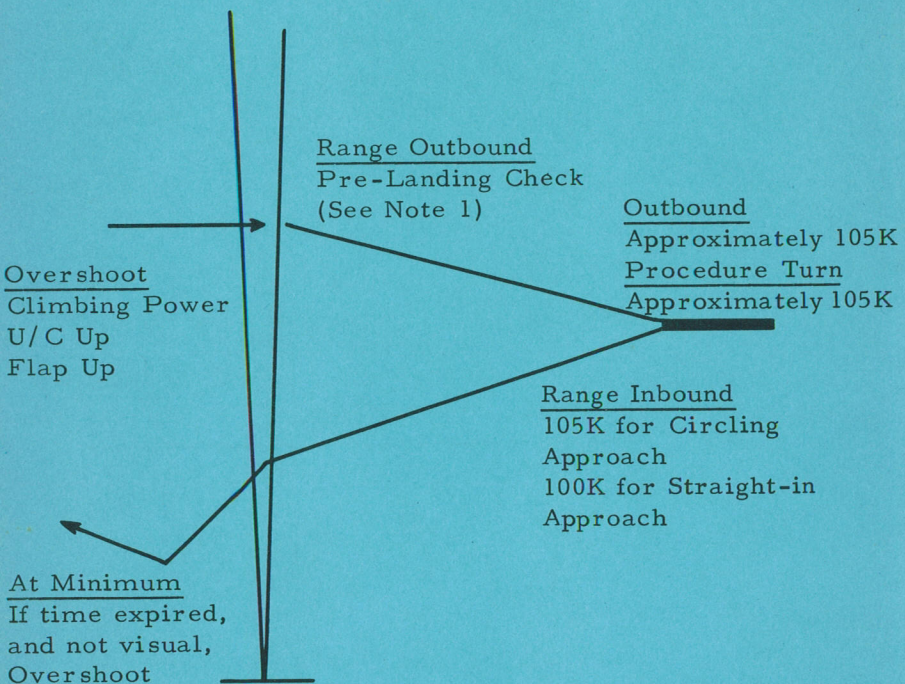 Range Outbound
Pre-Landing Check
(See Note 1)
Outbound
Approximately 105K
Procedure Turn
Approximately 105K
Overshoot
Climbing Power
U/C Up
Flap Up
Range Inbound
105K for Circling
Approach
100K for Straight-in
Approach
At Minimum
If time expired,
and not visual,
Overshoot